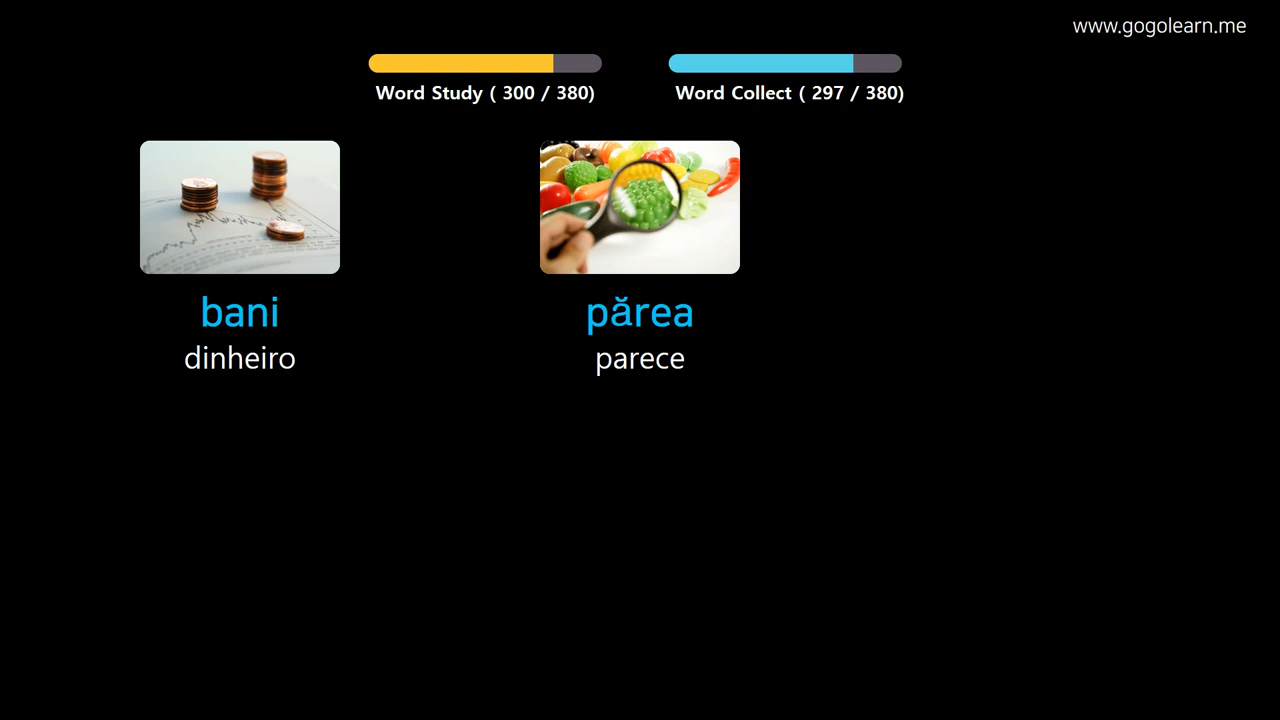 www.gogolearn.me
Word Study ( 300 / 380)
Word Collect ( 297 / 380)
bani
părea
dinheiro
parece